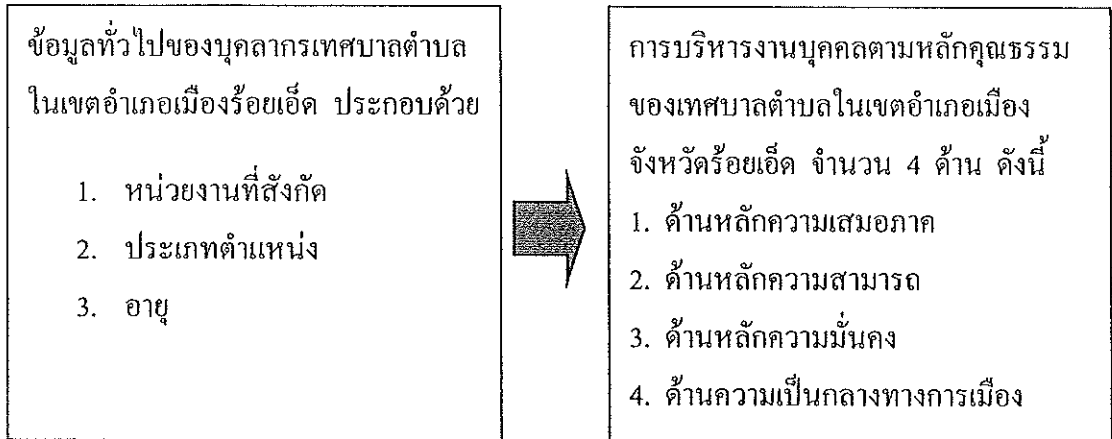 ข้อมูลทั่วไปของบุคลากรเทศบาลตำบล
ในเขตอำเภอเมืองร้อยเอ็ด ประกอบด้วย
1. หน่วยงานที่สังกัด
2. ประเภทตำแหน่ง
3. อายุ
การบริหารงานบุคคลตามหลักคุณธรรม
ของเทศบาลตำบลในเขตอำเภอเมือง
จังหวัดร้อยเอ็ด จำนวน 4 ด้าน ดังนี้
1. ด้านหลักความเสมอภาค
2. ด้านหลักความสามารถ
3. ด้านหลักความมั่นคง
4. ด้านความเป็นกลางทางการเมือง